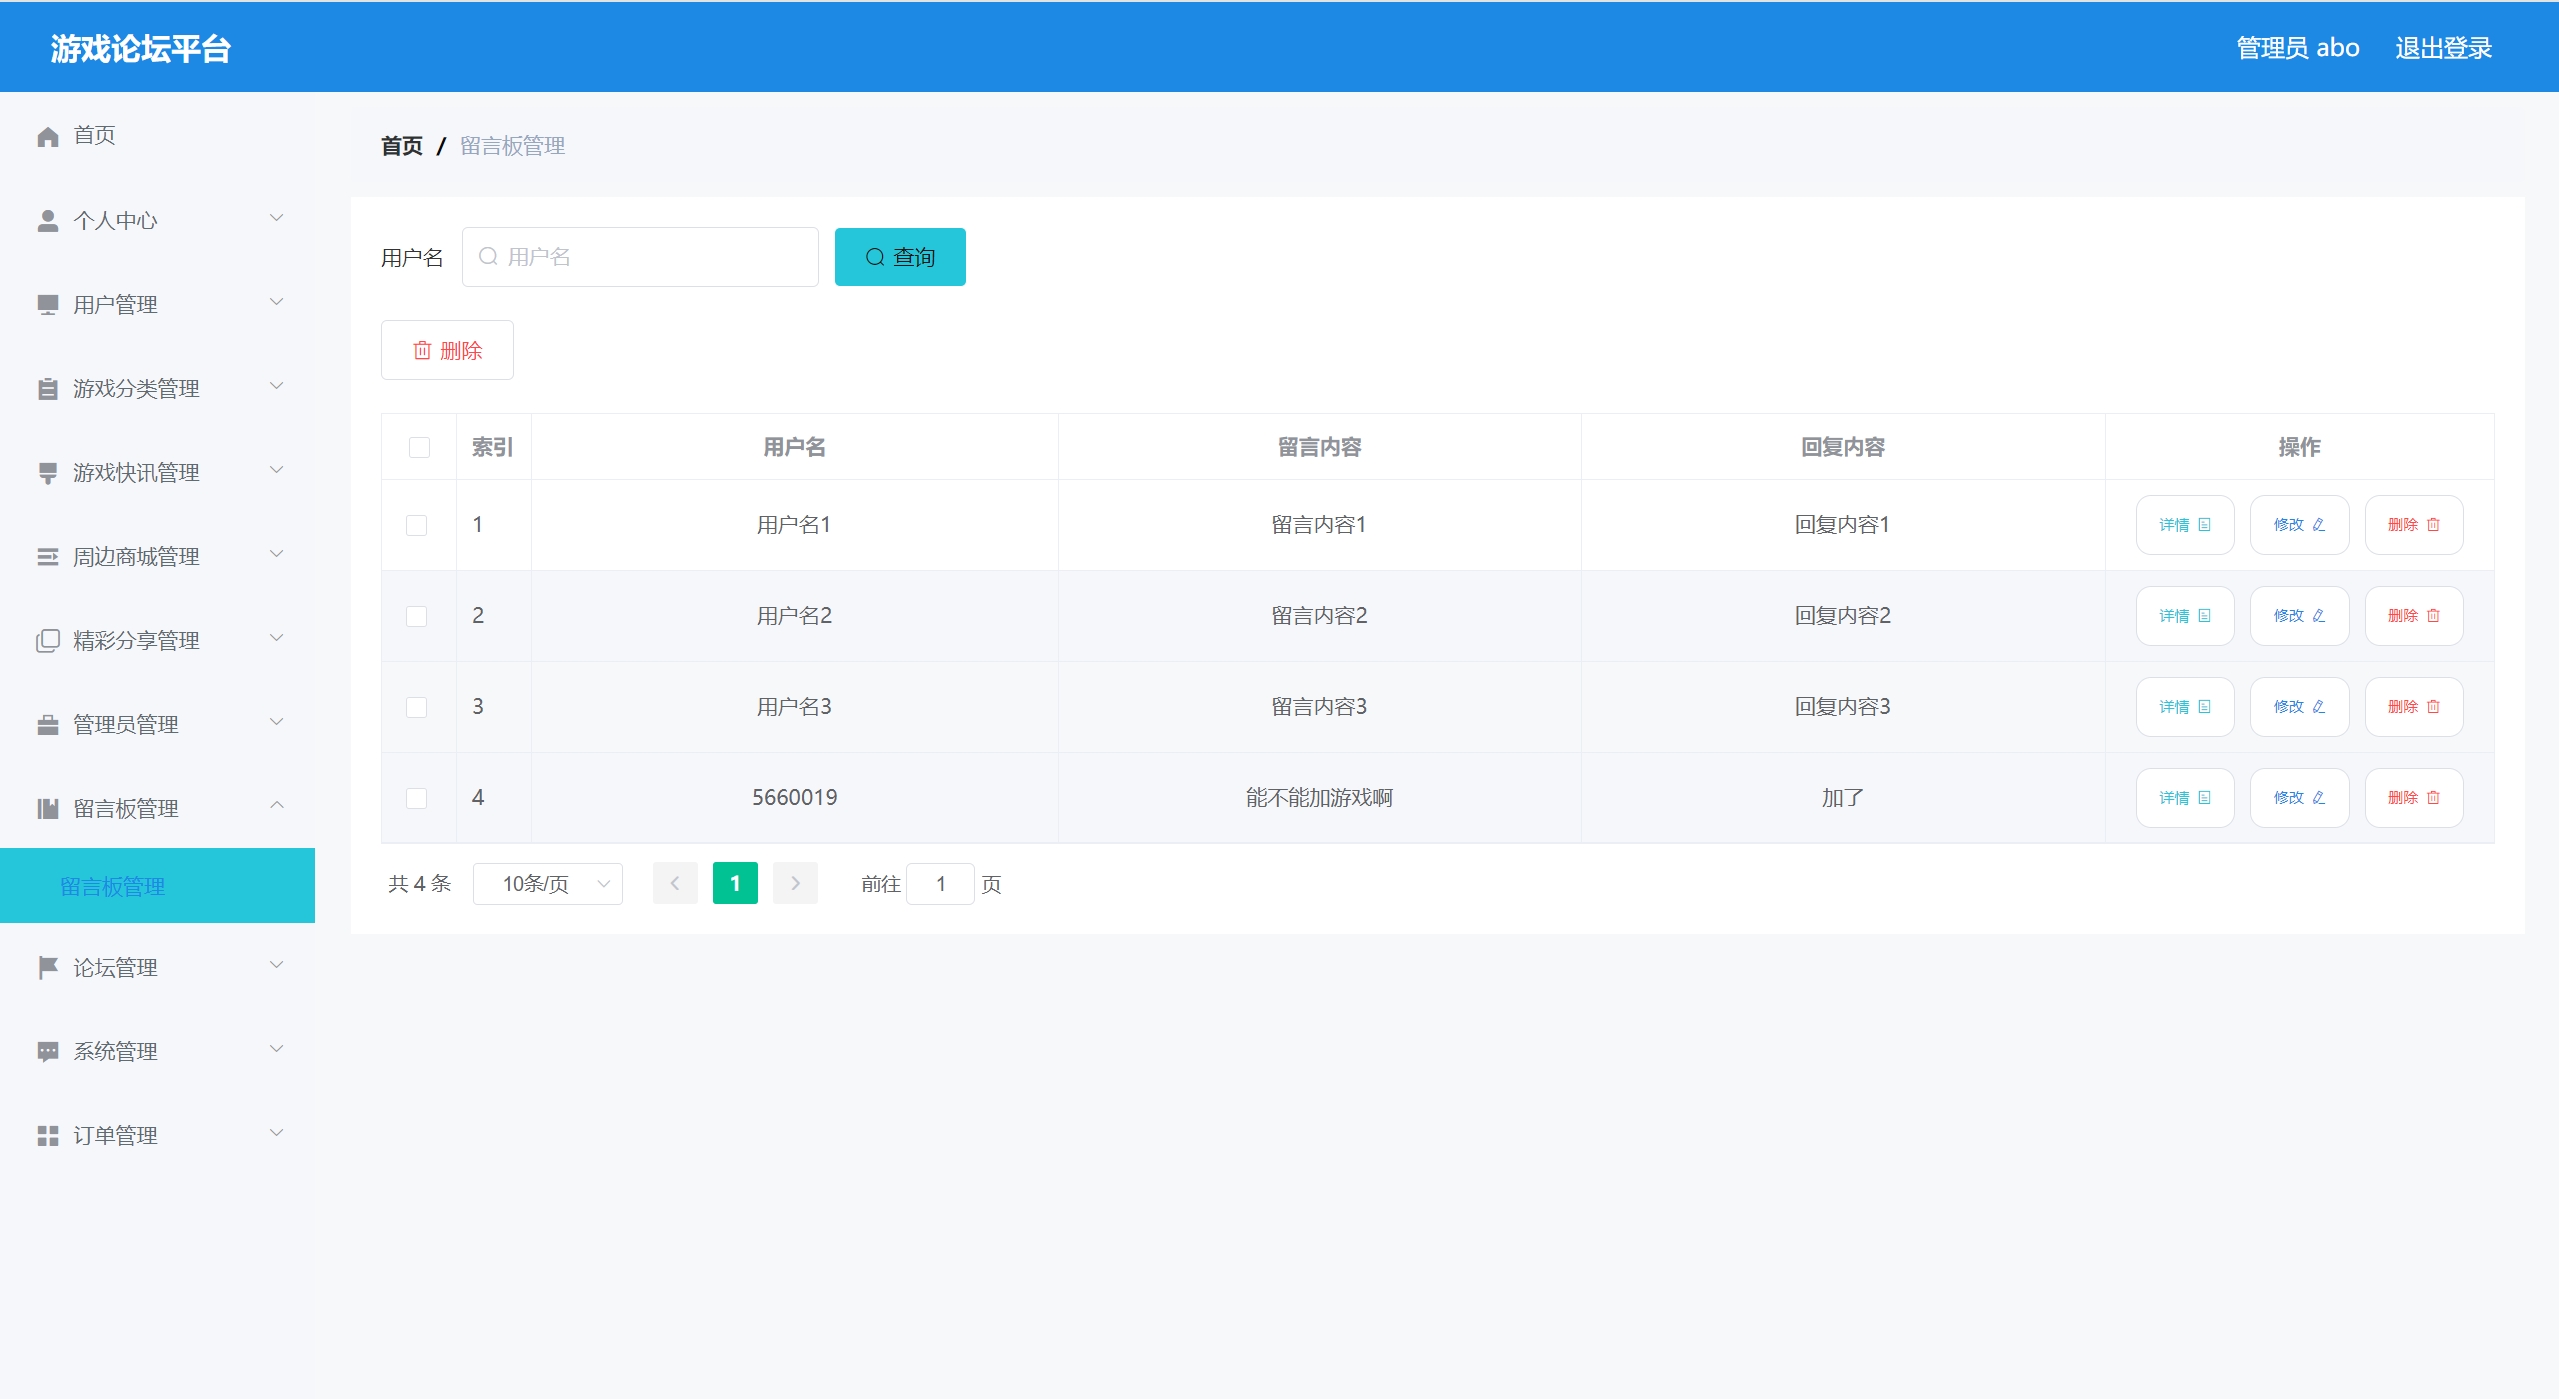 游戏论坛平台
管理员 abo 退出登录
首页
个人中心
用户管理
游戏分类管理
游戏快讯管理
周边商城管理
精彩分享管理
管理员管理
留言板管理
留言板管理
论坛管理
系统管理
订单管理
首页 / 留言板管理
用户名 用户名 查询
删除
索引 用户名 留言内容 回复内容 操作
1 用户名1 留言内容1 回复内容1 详情 修改 删除
2 用户名2 留言内容2 回复内容2 详情 修改 删除
3 用户名3 留言内容3 回复内容3 详情 修改 删除
4 5660019 能不能加游戏啊 加了 详情 修改 删除
共 4 条 10条/页 1 前往 1 页